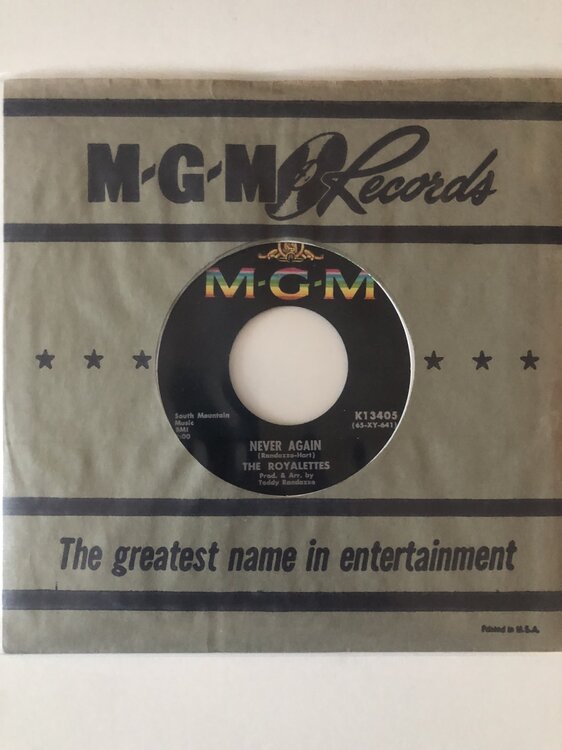 M-G-M Records
M-G-M
South Mountain
Music
BMI
K13405
(65-XY-641)
NEVER AGAIN
(Randazzo-Hart)
THE ROYALETTES
Prod. & Arr. by
Teddy Randazzo
The greatest name in entertainment
Printed in U.S.A.